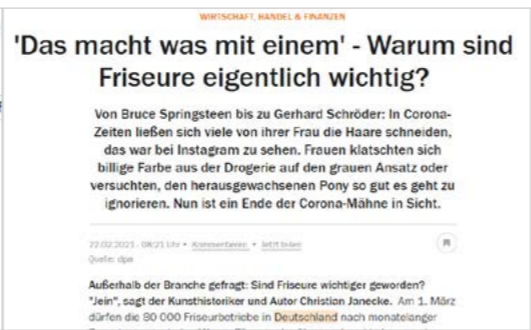 WIRTSCHAFT, HANDEL & FINANZEN
'Das macht was mit einem' - Warum sind
Friseure eigentlich wichtig?
Von Bruce Springsteen bis zu Gerhard Schröder: In Corona-
Zeiten ließen sich viele von ihrer Frau die Haare schneiden,
das war bei Instagram zu sehen. Frauen klatschten sich
billige Farbe aus der Drogerie auf den grauen Ansatz oder
versuchten, den herausgewachsenen Pony so gut es geht zu
ignorieren. Nun ist ein Ende der Corona-Mähne in Sicht.
22.02.2021 - 08:21 Uhr • Kommentieren • Jetzt teilen
Quelle: dpa
Außerhalb der Branche gefragt: Sind Friseure wichtiger geworden?
"Jein", sagt der Kunsthistoriker und Autor Christian Janecke. Am 1. März
dürfen die 80 000 Friseurbetriebe in Deutschland nach monatelanger